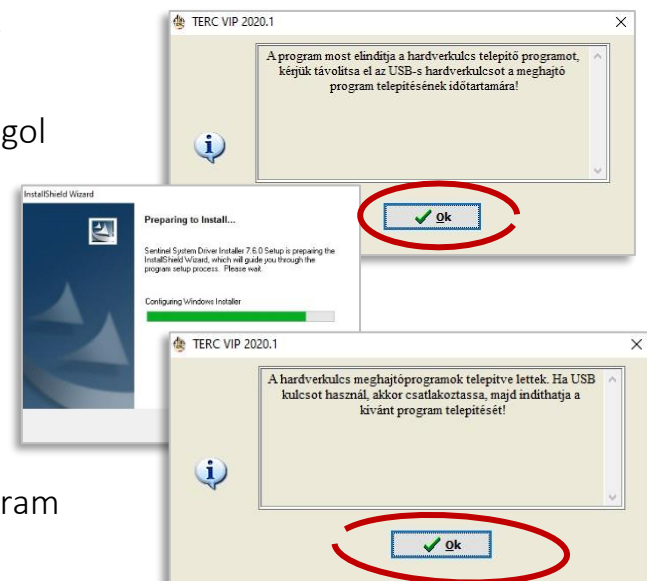 TERC VIP 2020.1
A program most elindítja a hardverkulcs telepítő programot,
kérjük távolítsa el az USB-s hardverkulcsot a meghajtó
program telepítésének időtartamára!
Ok
gol
InstallShield Wizard
Preparing to Install...
Sentinel System Driver Installer 7.6.0 Setup is preparing the
InstallShield Wizard, which will guide you through the
program setup process. Please wait.
Configuring Windows Installer
TERC VIP 2020.1
A hardverkulcs meghajtóprogramok telepítve lettek. Ha USB
kulcsot használ, akkor csatlakoztassa, majd indíthatja a
kívánt program telepítését!
ram
Ok